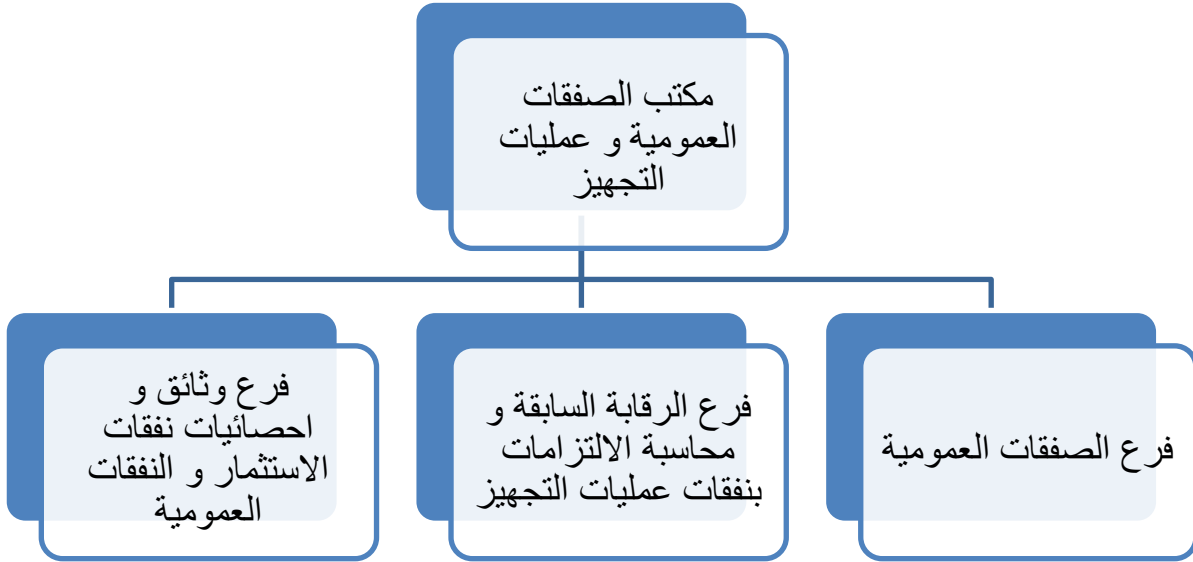 مكتب الصفقات
العمومية و عمليات
التجهيز
فرع الصفقات العمومية
فرع الرقابة السابقة و
محاسبة الالتزامات
بنفقات عمليات التجهيز
فرع وثائق و
احصائيات نفقات
الاستثمار و النفقات
العمومية